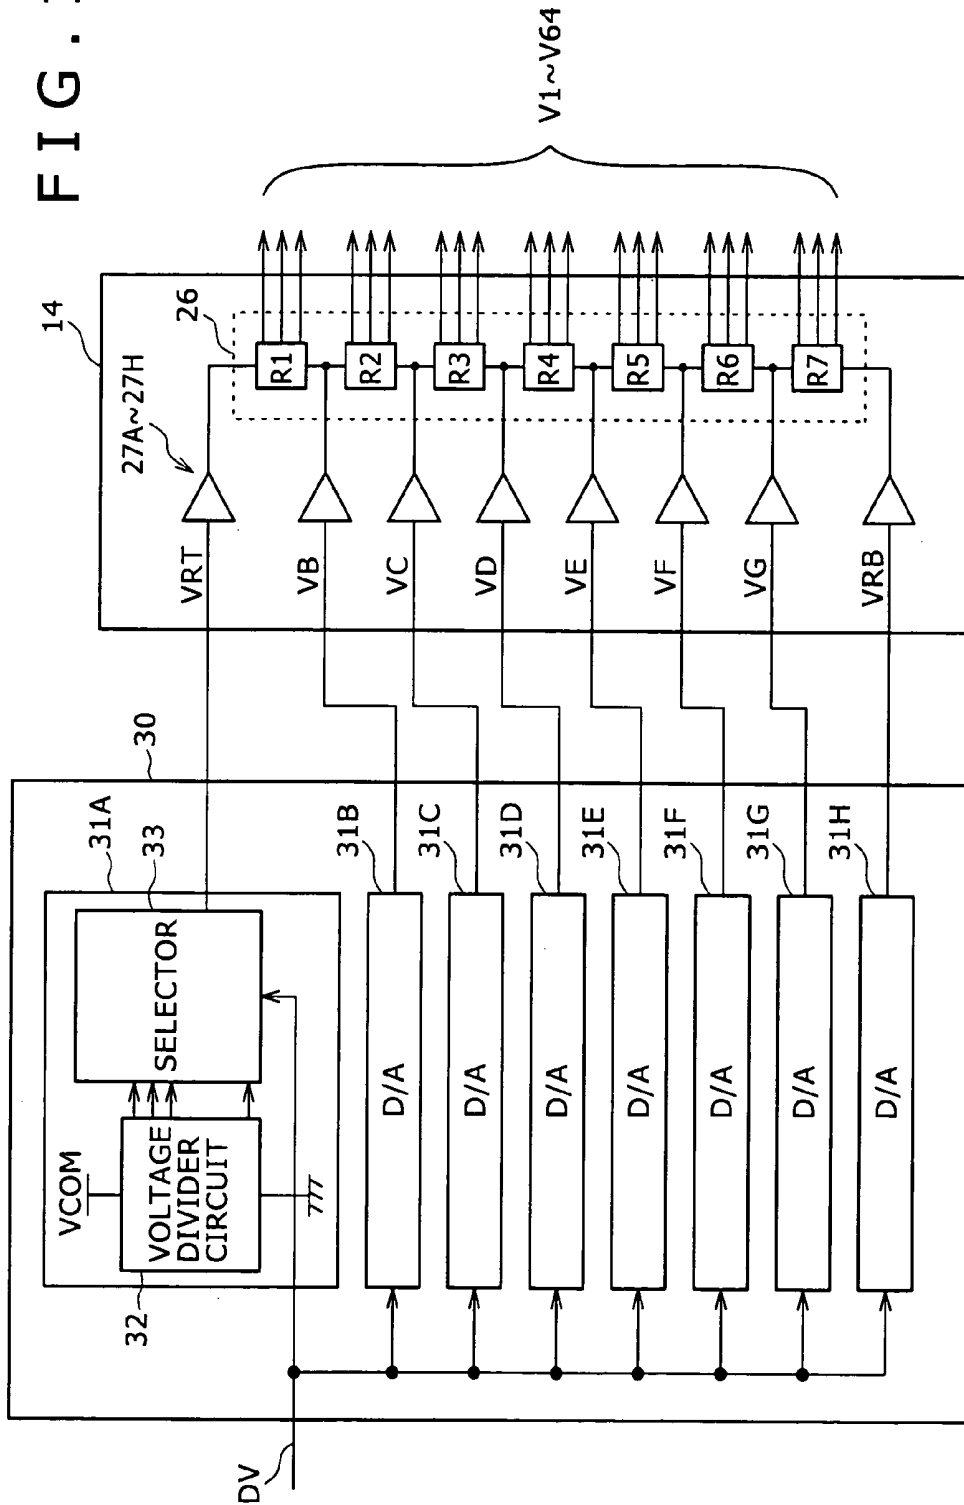 FIG.
14
27A~27H
26
VRT
VB
VC
VD
VE
VF
VG
VRB
R1
R2
R3
R4
R5
R6
R7
V1~V64
30
31A
33
SELECTOR
VCOM
VOLTAGE
DIVIDER
CIRCUIT
32
31B
D/A
31C
D/A
31D
D/A
31E
D/A
31F
D/A
31G
D/A
31H
D/A
DV